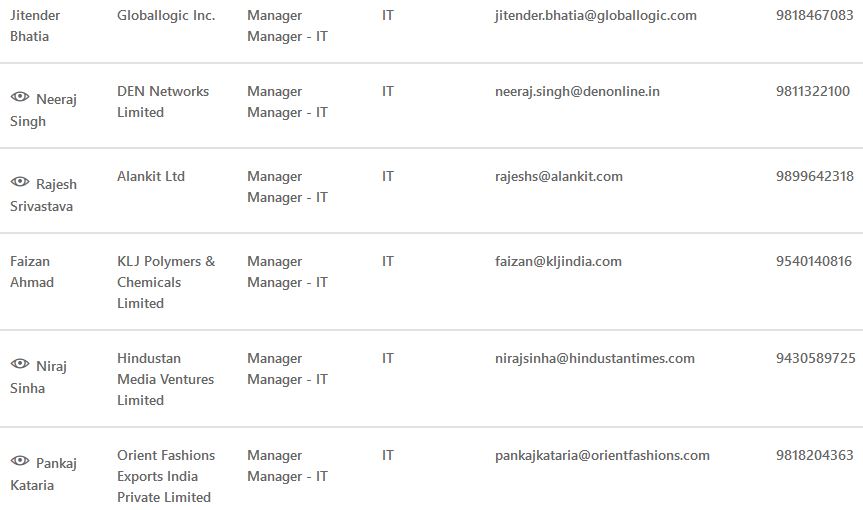 Jitender Globallogic Inc. Manager IT jitender.bhatia@globallogic.com 9818467083
Bhatia Manager - IT
Neeraj DEN Networks Manager IT neeraj.singh@denonline.in 9811322100
Singh Limited Manager - IT
Rajesh Alankit Ltd Manager IT rajeshs@alankit.com 9899642318
Srivastava Manager - IT
Faizan KLJ Polymers & Manager IT faizan@kljindia.com 9540140816
Ahmad Chemicals Manager - IT
Limited
Niraj Hindustan Manager IT nirajsinha@hindustantimes.com 9430589725
Sinha Media Ventures Manager - IT
Limited
Pankaj Orient Fashions Manager IT pankajkataria@orientfashions.com 9818204363
Kataria Exports India Manager - IT
Private Limited